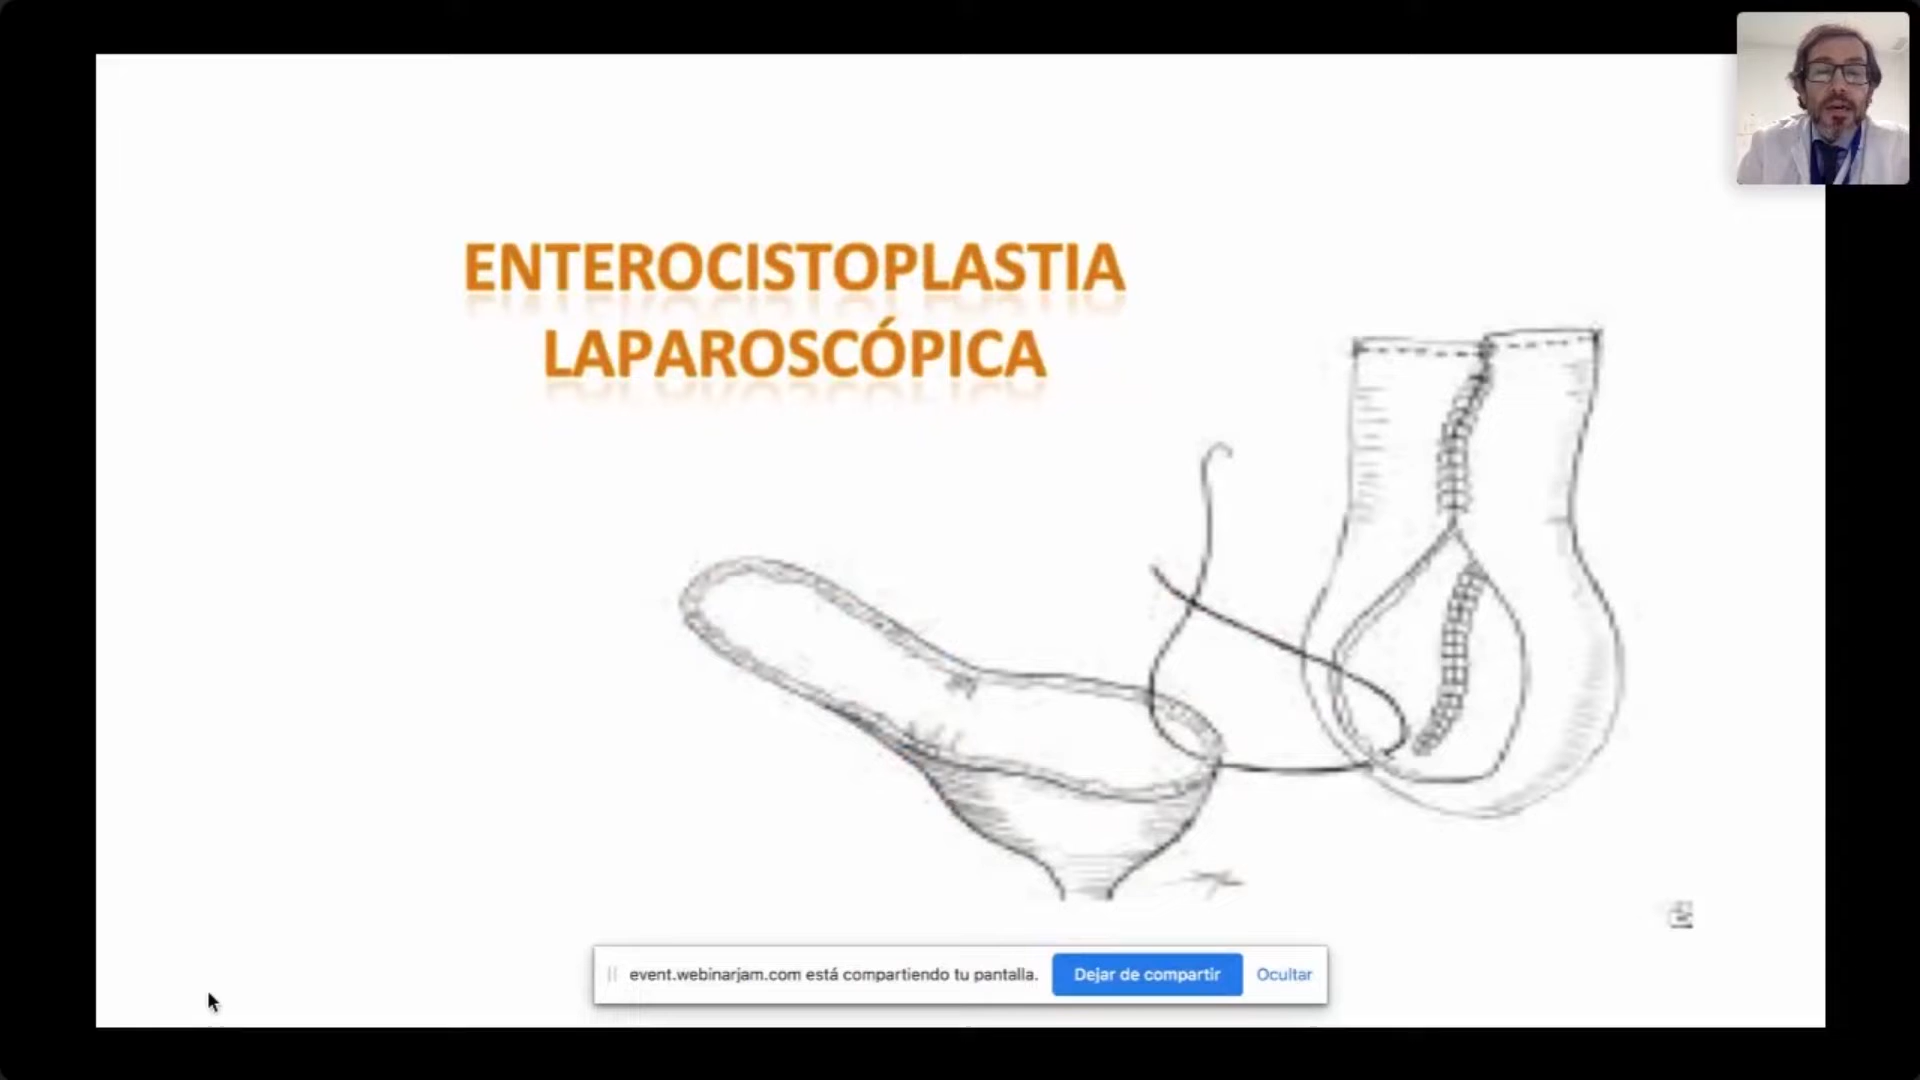 ENTEROCISTOPLASTIA
LAPAROSCÓPICA
event.webinarjam.com está compartiendo tu pantalla.
Dejar de compartir
Ocultar